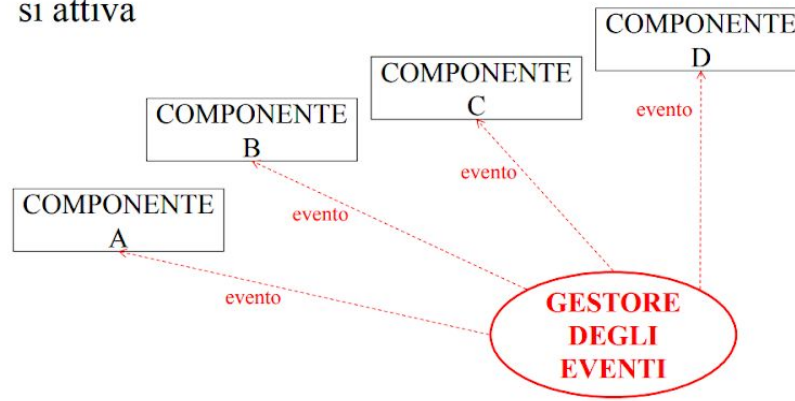 si attiva
COMPONENTE
D
COMPONENTE
C
evento
COMPONENTE
B
evento
COMPONENTE
A
evento
evento
GESTORE
DEGLI
EVENTI